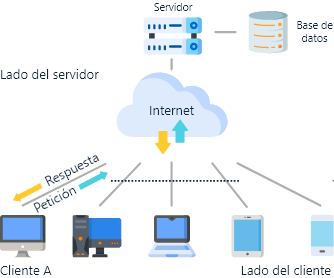 Servidor
Base de
datos
Lado del servidor
Internet
Respuesta
Petición
Cliente A
Lado del cliente